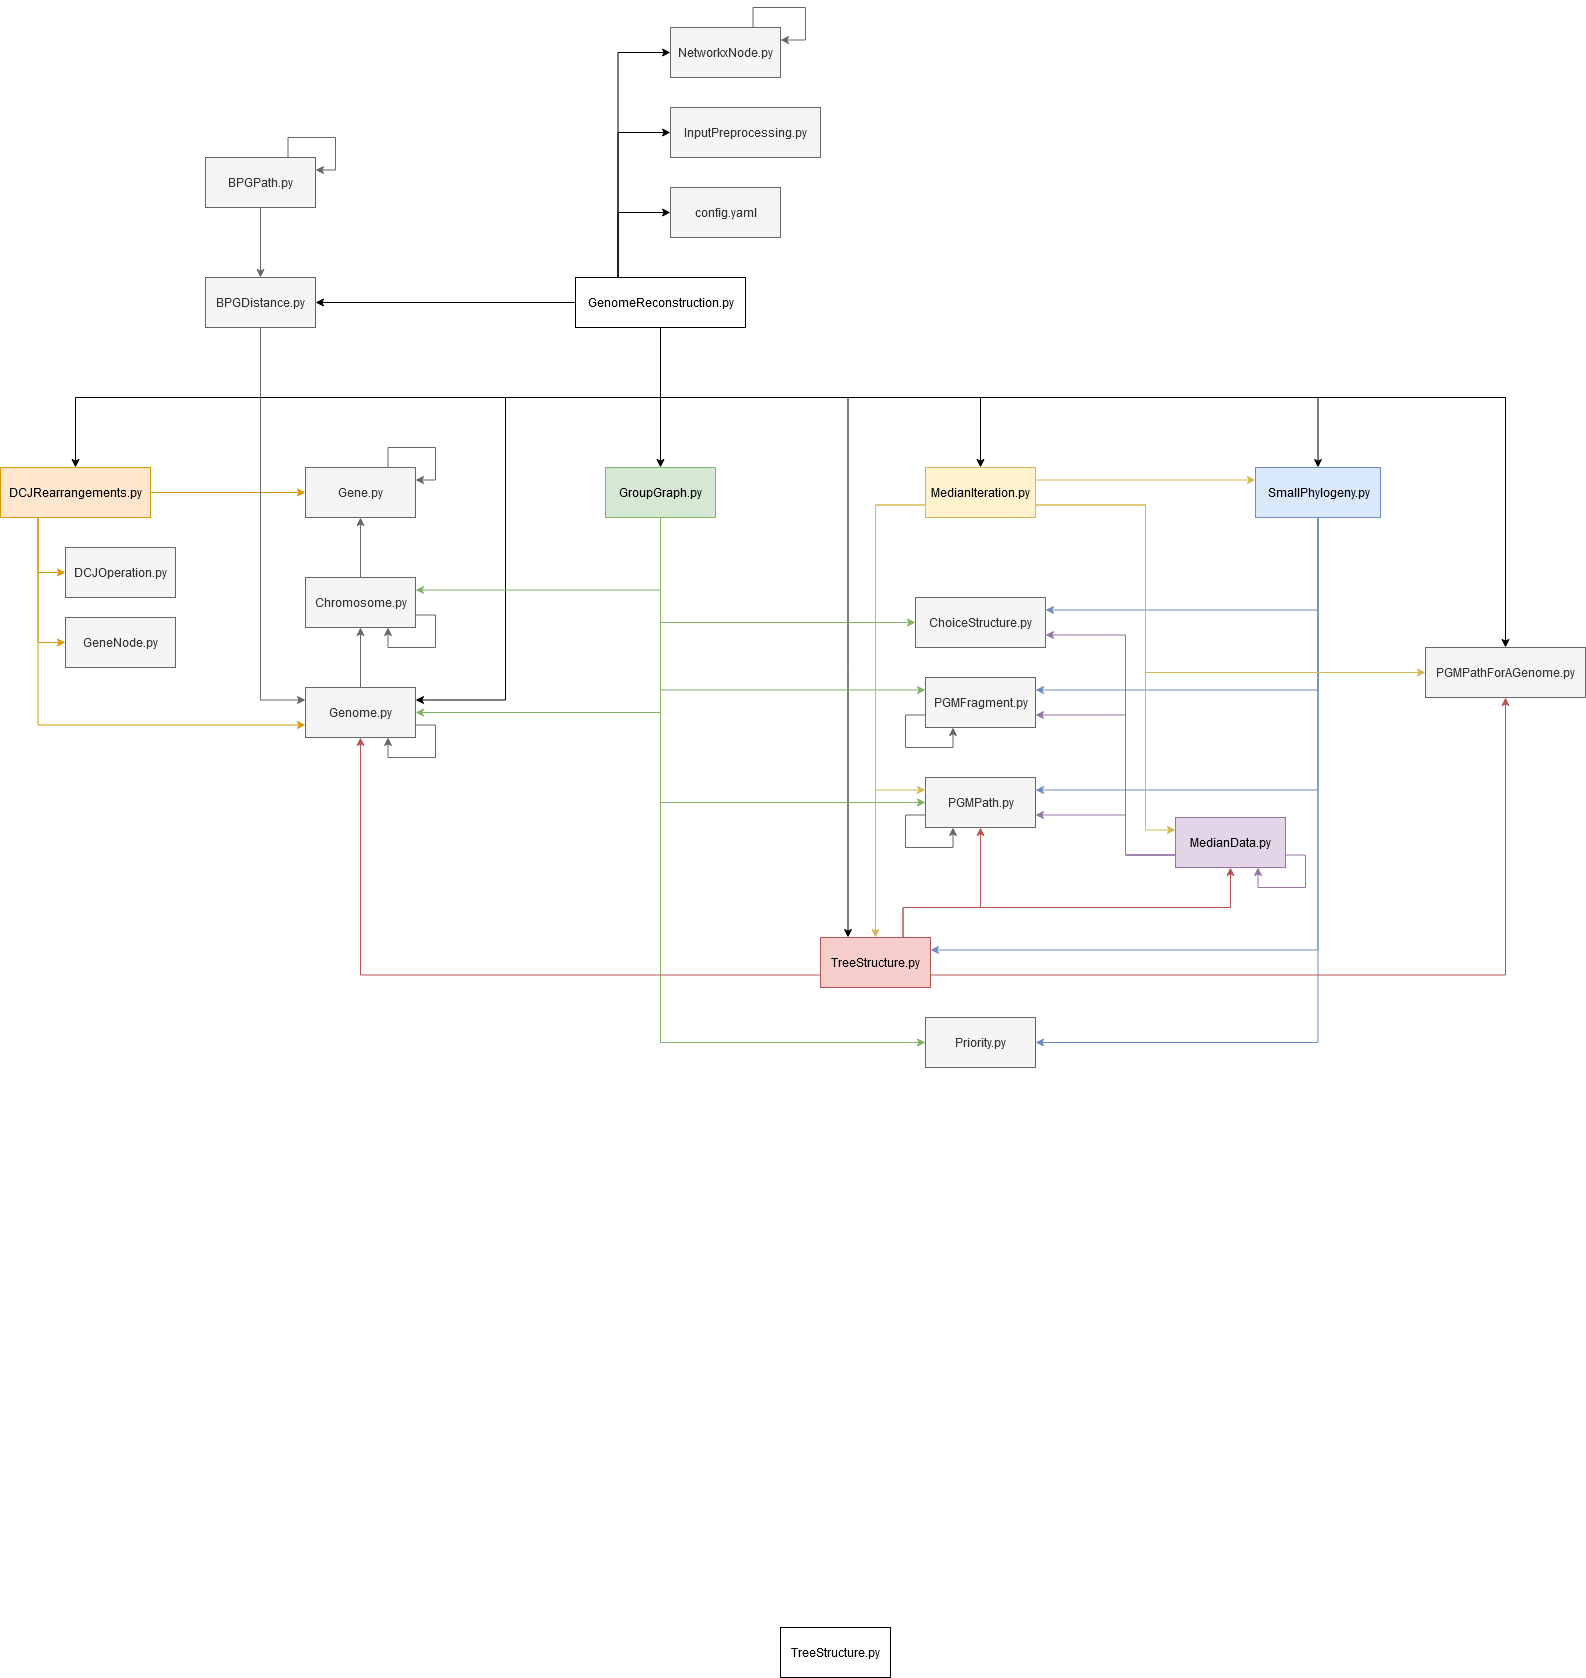 NetworkxNode.py
InputPreprocessing.py
BPGPath.py
config.yaml
BPGDistance.py
GenomeReconstruction.py
DCJRearrangements.py
Gene.py
GroupGraph.py
MedianIteration.py
SmallPhylogeny.py
DCJOperation.py
Chromosome.py
ChoiceStructure.py
GeneNode.py
PGMPathForAGenome.py
Genome.py
PGMFragment.py
PGMPath.py
MedianData.py
TreeStructure.py
Priority.py
TreeStructure.py